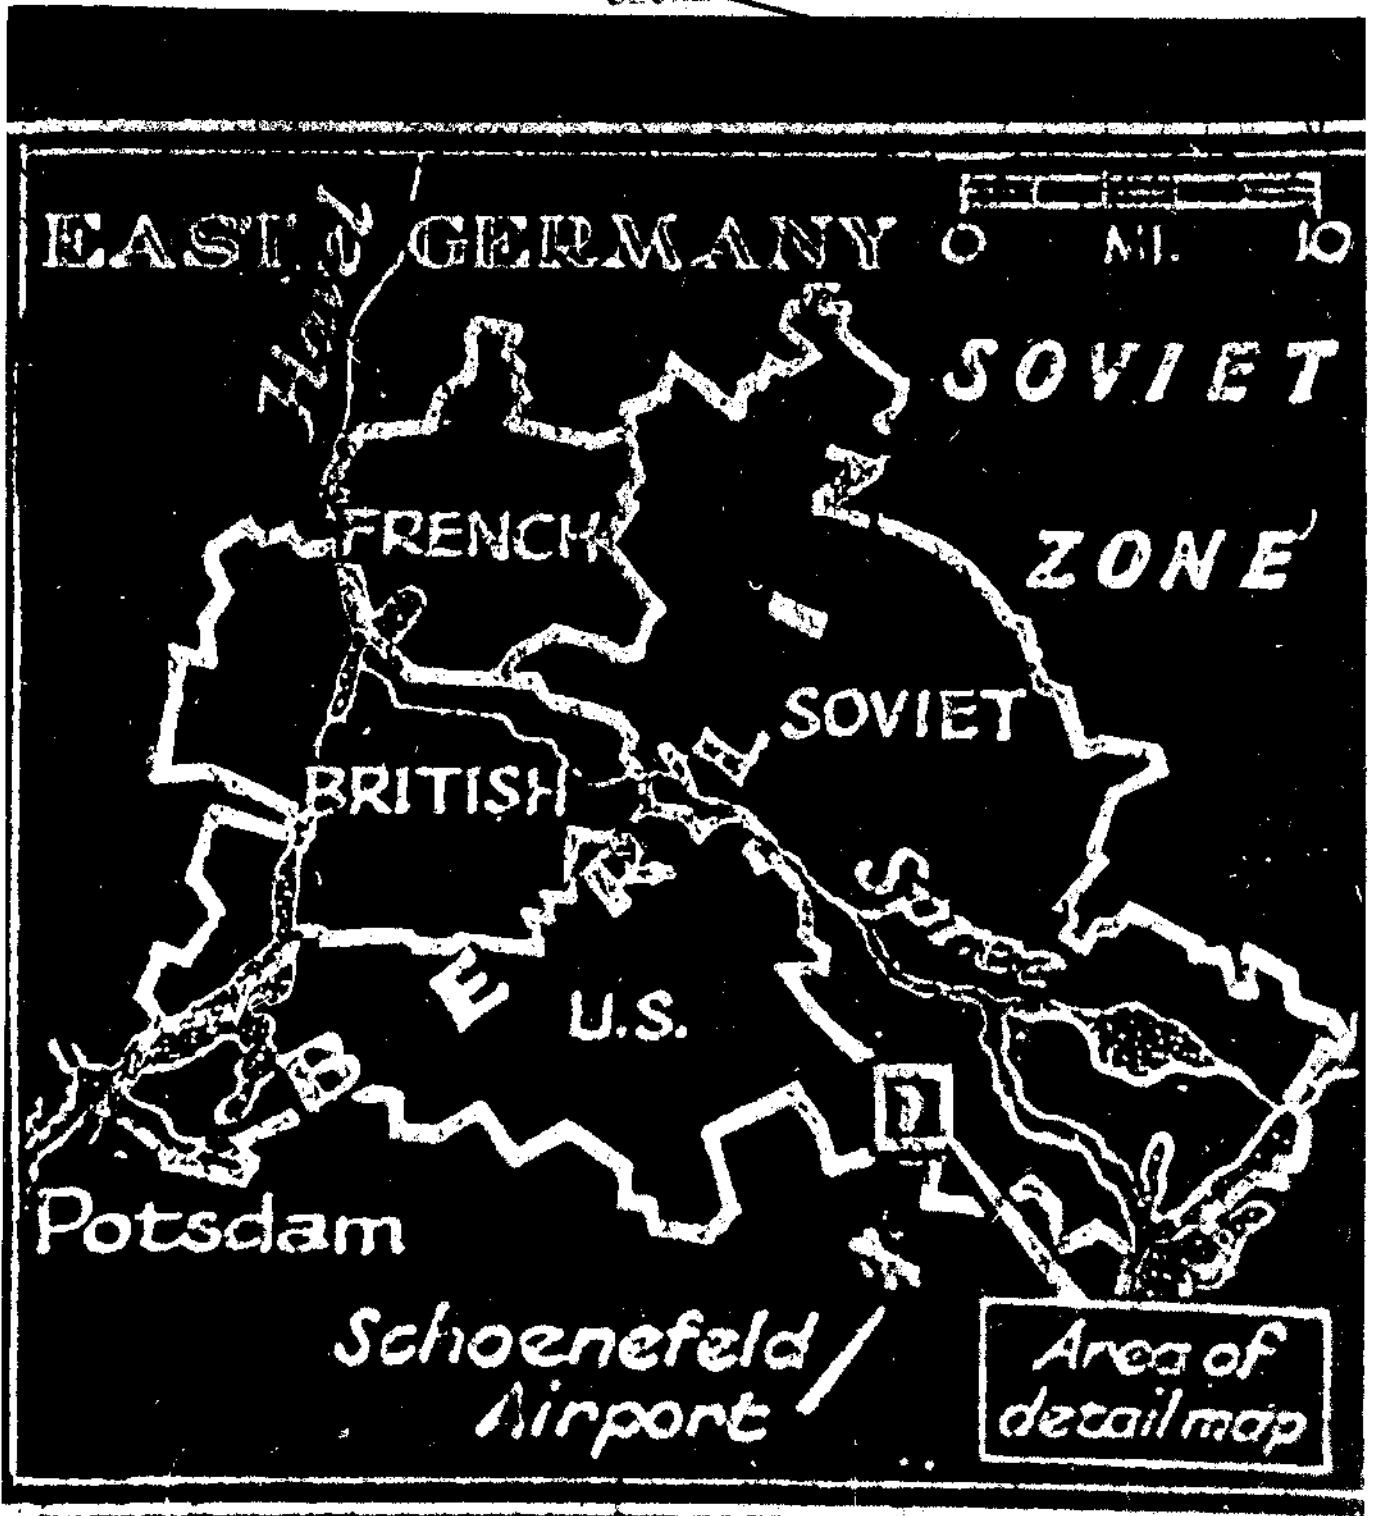 EAST GERMANY
0 MI. 10
Havel
SOVIET
ZONE
FRENCH
SOVIET
BRITISH
BERLIN
Spree
U.S.
Potsdam
Schoenefeld
Airport
Area of
detail map